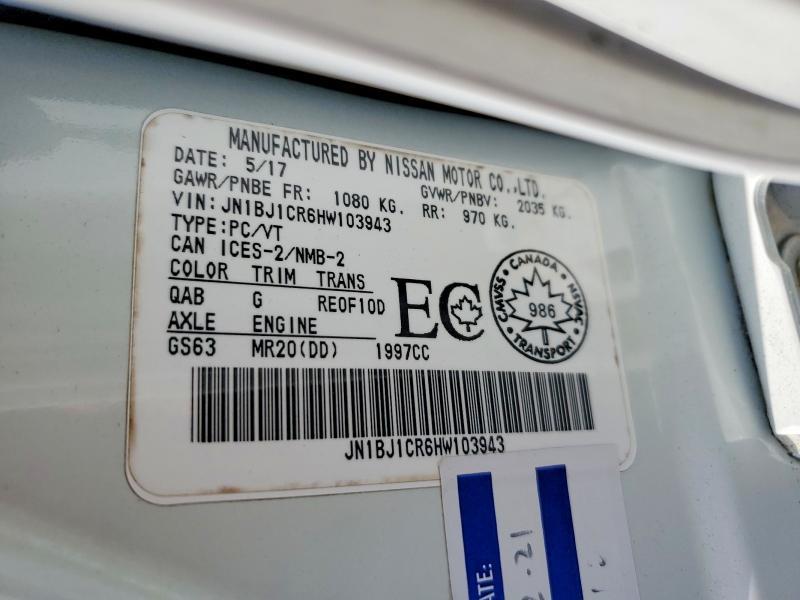 MANUFACTURED BY NISSAN MOTOR CO.,LTD.
DATE: 5/17
GAWR/PNBE FR: 1080 KG. RR: 970 KG. GVWR/PNBV: 2035 KG.
VIN: JN1BJ1CR6HW103943
TYPE:PC/VT
CAN ICES-2/NMB-2
COLOR TRIM TRANS
QAB G RE0F10D
AXLE ENGINE
GS63 MR20(DD) 1997CC
EC
CANADA
CMVSS 986 NSVAC
TRANSPORT
JN1BJ1CR6HW103943
ATE:
21